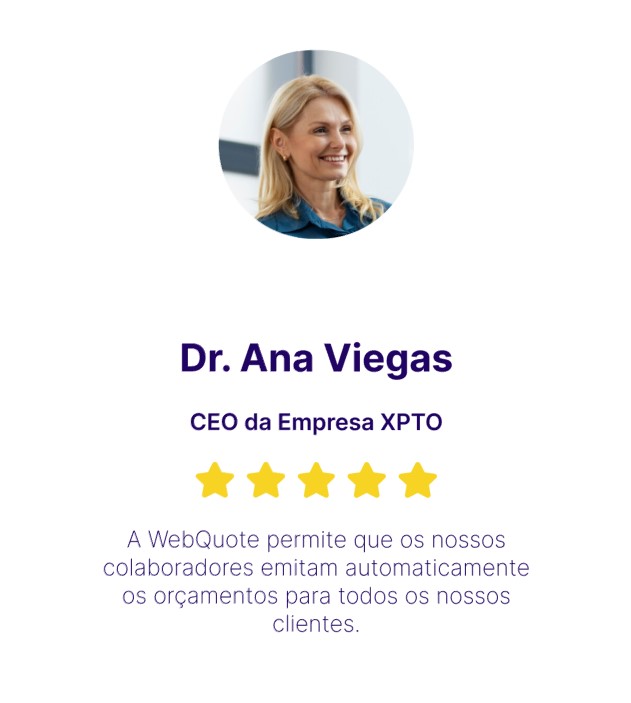 Dr. Ana Viegas
CEO da Empresa XPTO
A WebQuote permite que os nossos
colaboradores emitam automaticamente
os orçamentos para todos os nossos
clientes.